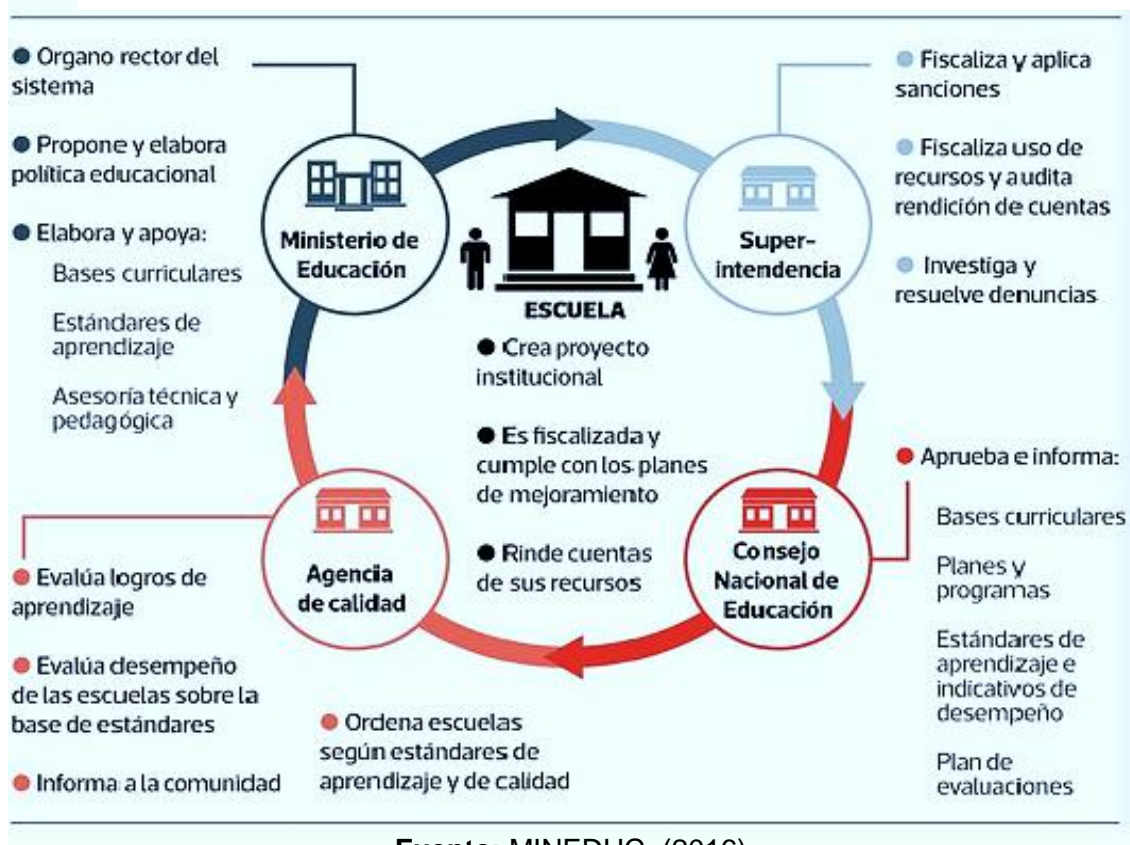 ● Organo rector del
sistema
● Propone y elabora
política educacional
● Elabora y apoya:
Bases curriculares
Estándares de
aprendizaje
Asesoría técnica y
pedagógica
Ministerio de
Educación
ESCUELA
● Crea proyecto
institucional
● Es fiscalizada y
cumple con los planes
de mejoramiento
● Rinde cuentas
de sus recursos
Super-
intendencia
● Fiscaliza y aplica
sanciones
● Fiscaliza uso de
recursos y audita
rendición de cuentas
● Investiga y
resuelve denuncias
Consejo
Nacional de
Educación
● Aprueba e informa:
Bases curriculares
Planes y
programas
Estándares de
aprendizaje e
indicativos de
desempeño
Plan de
evaluaciones
Agencia
de calidad
● Evalúa logros de
aprendizaje
● Evalúa desempeño
de las escuelas sobre la
base de estándares
● Informa a la comunidad
● Ordena escuelas
según estándares de
aprendizaje y de calidad
Fuente: MINEDUC (2016)